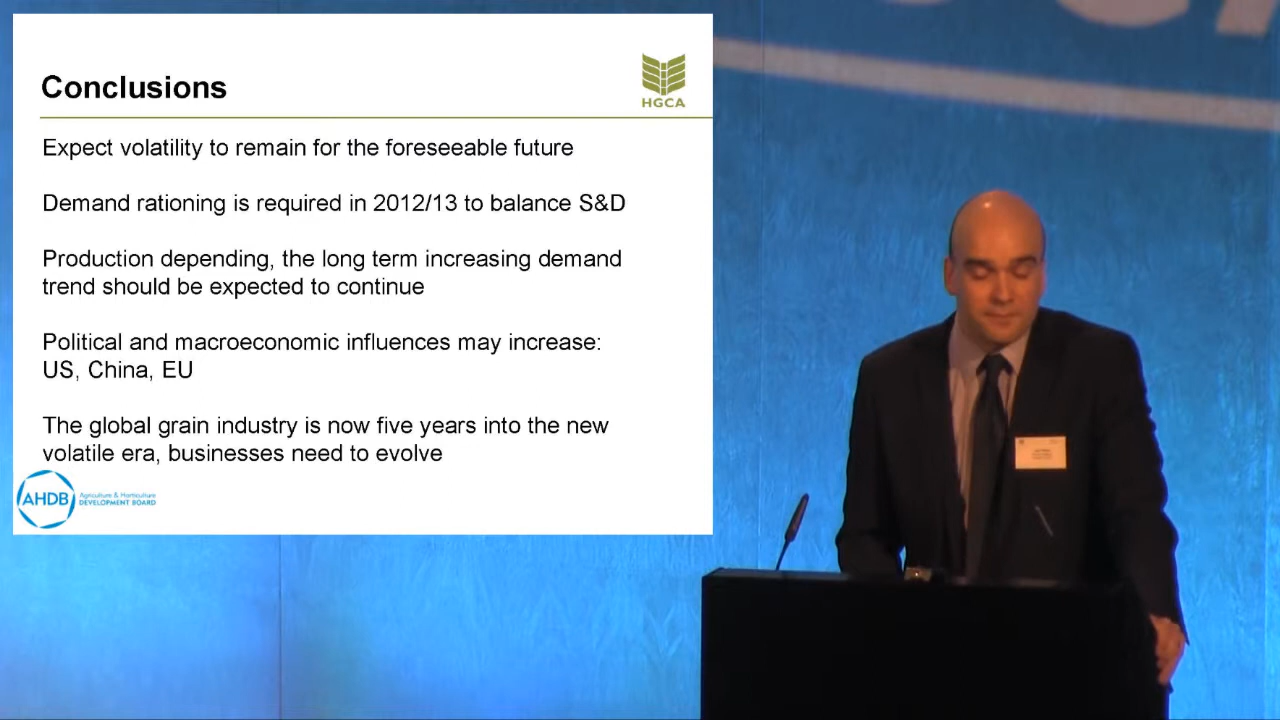 Conclusions
HGCA
Expect volatility to remain for the foreseeable future
Demand rationing is required in 2012/13 to balance S&D
Production depending, the long term increasing demand
trend should be expected to continue
Political and macroeconomic influences may increase:
US, China, EU
The global grain industry is now five years into the new
volatile era, businesses need to evolve
AHDB
Agriculture & Horticulture
DEVELOPMENT BOARD